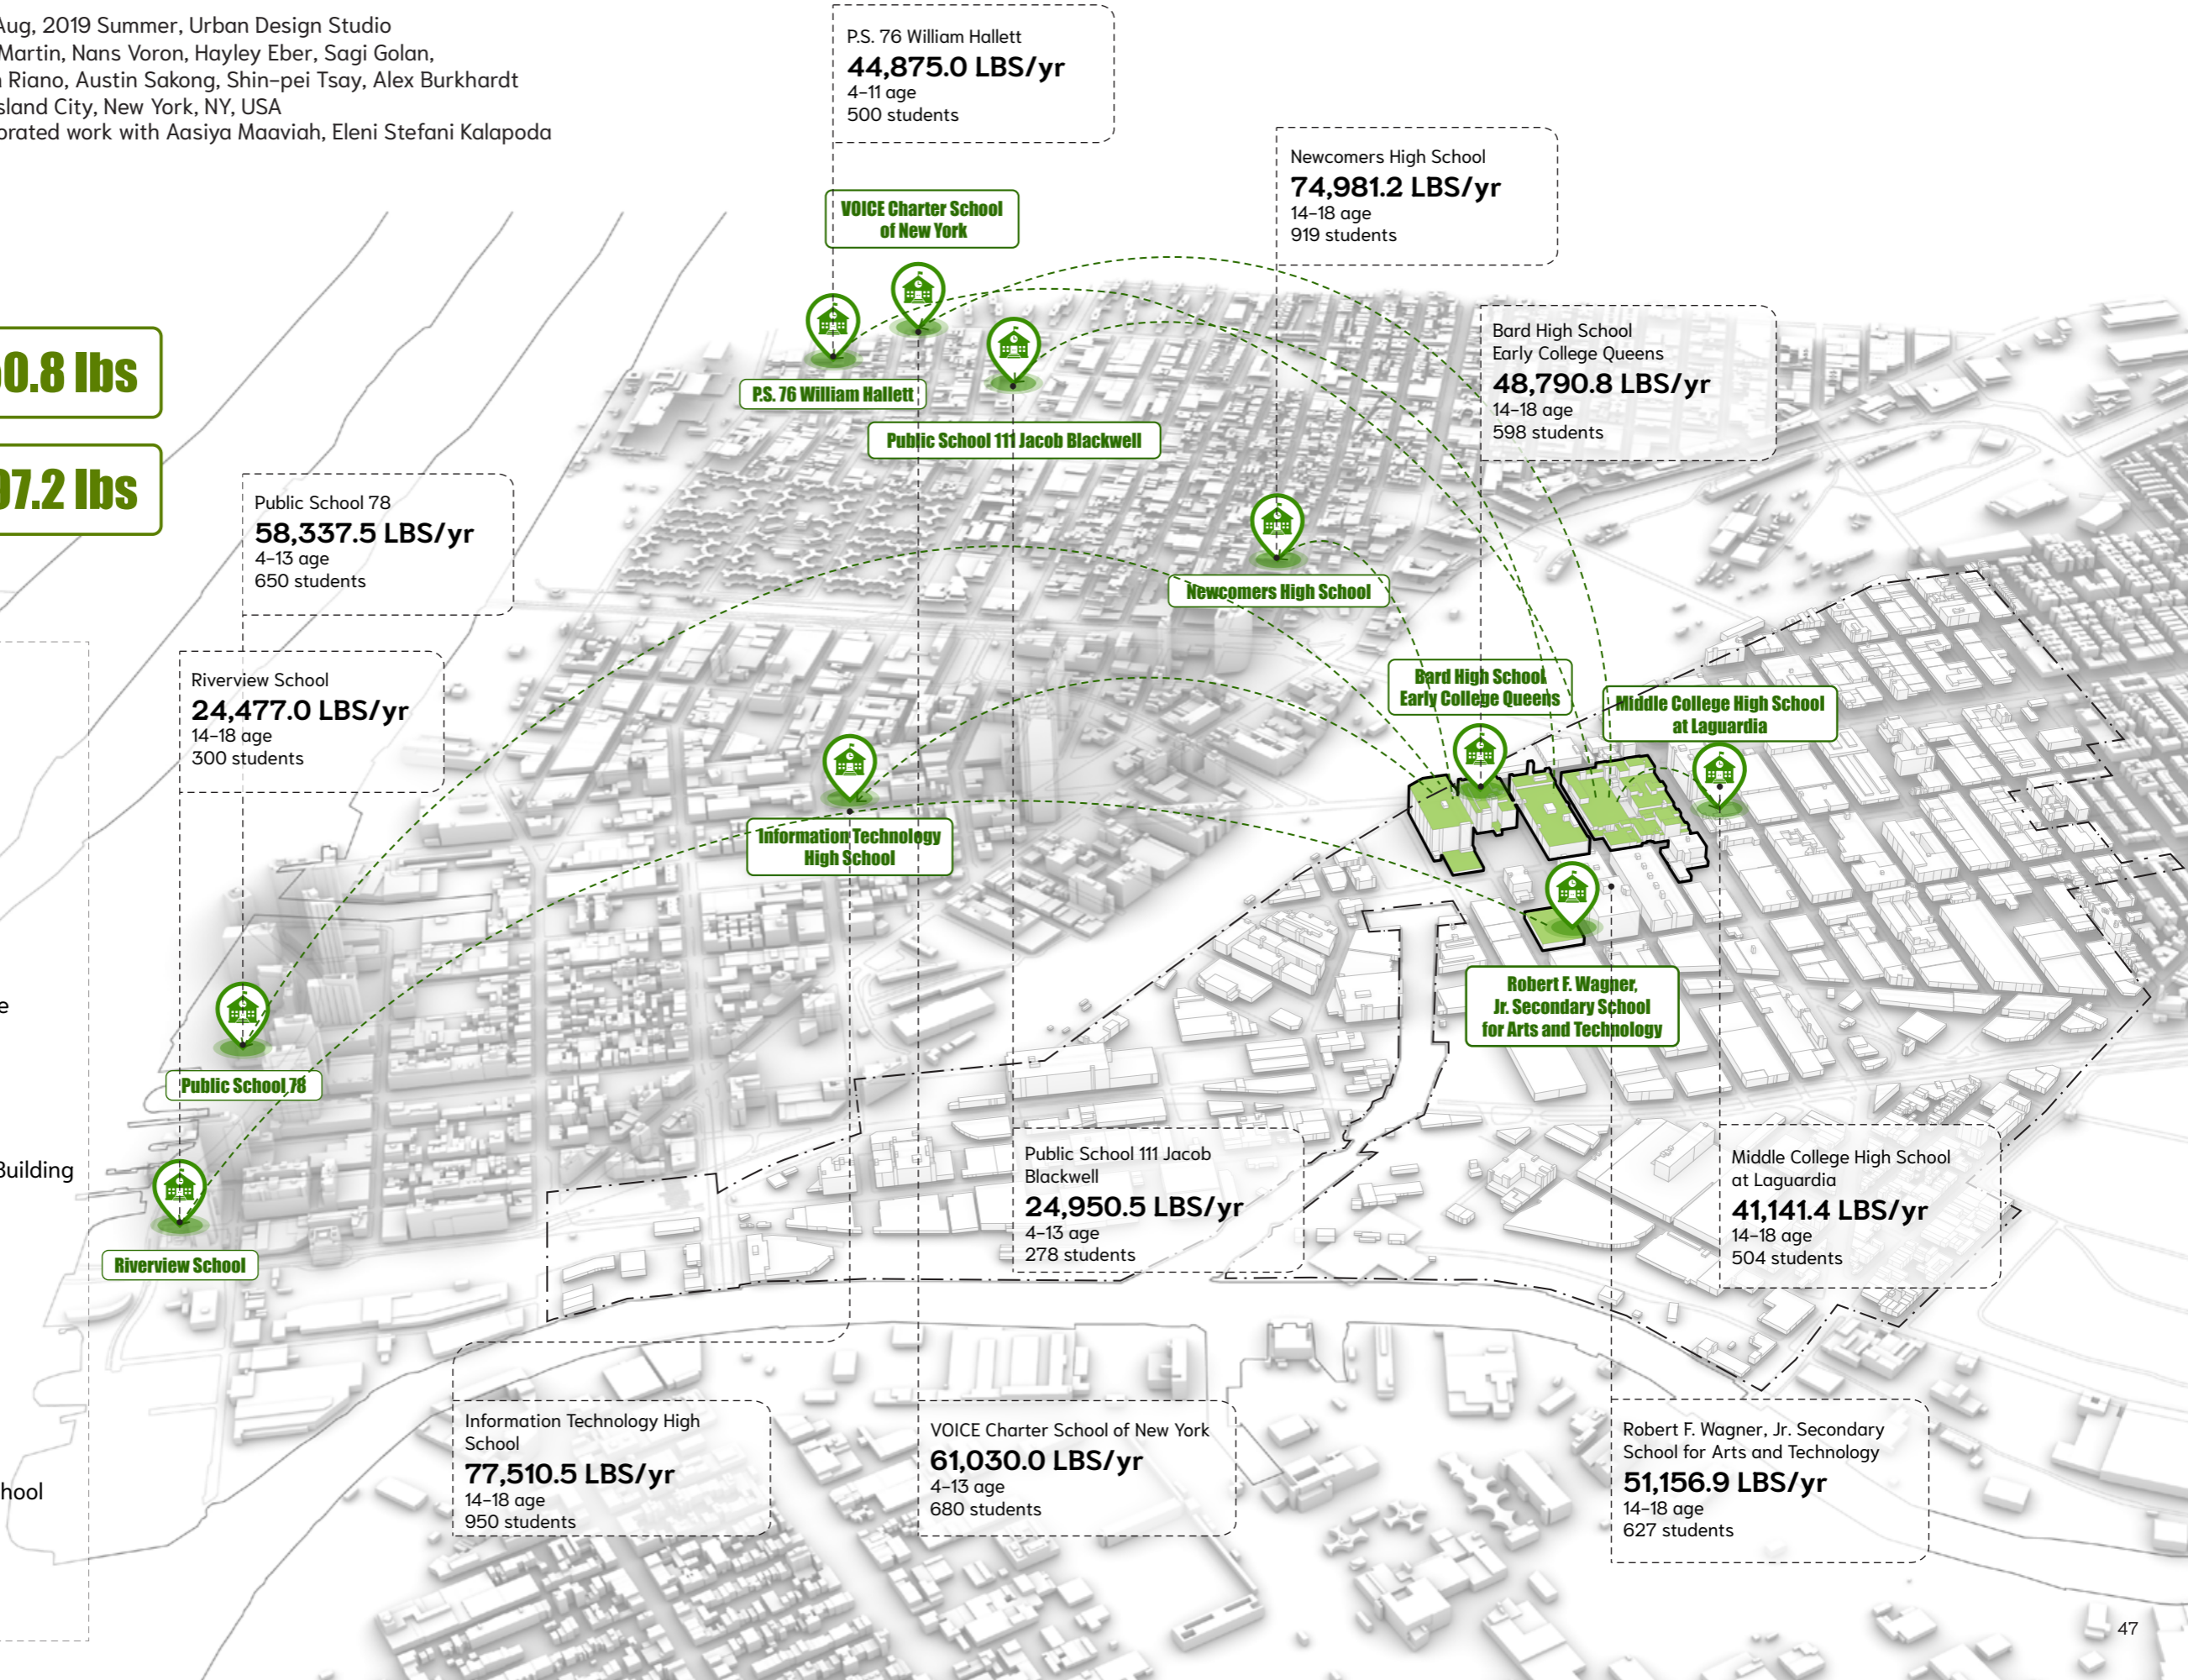 Aug, 2019 Summer, Urban Design Studio
Martin, Nans Voron, Hayley Eber, Sagi Golan,
Riano, Austin Sakong, Shin-pei Tsay, Alex Burkhardt
sland City, New York, NY, USA
orated work with Aasiya Maaviah, Eleni Stefani Kalapoda
0.8 lbs
97.2 lbs
P.S. 76 William Hallett
44,875.0 LBS/yr
4-11 age
500 students
VOICE Charter School
of New York
Newcomers High School
74,981.2 LBS/yr
14-18 age
919 students
Bard High School
Early College Queens
48,790.8 LBS/yr
14-18 age
598 students
P.S. 76 William Hallett
Public School 111 Jacob Blackwell
Public School 78
58,337.5 LBS/yr
4-13 age
650 students
Newcomers High School
Riverview School
24,477.0 LBS/yr
14-18 age
300 students
Bard High School
Early College Queens
Middle College High School
at Laguardia
Information Technology
High School
Robert F. Wagner,
Jr. Secondary School
for Arts and Technology
e
Public School 78
Building
Riverview School
Public School 111 Jacob
Blackwell
24,950.5 LBS/yr
4-13 age
278 students
Middle College High School
at Laguardia
41,141.4 LBS/yr
14-18 age
504 students
hool
Information Technology High
School
77,510.5 LBS/yr
14-18 age
950 students
VOICE Charter School of New York
61,030.0 LBS/yr
4-13 age
680 students
Robert F. Wagner, Jr. Secondary
School for Arts and Technology
51,156.9 LBS/yr
14-18 age
627 students
47